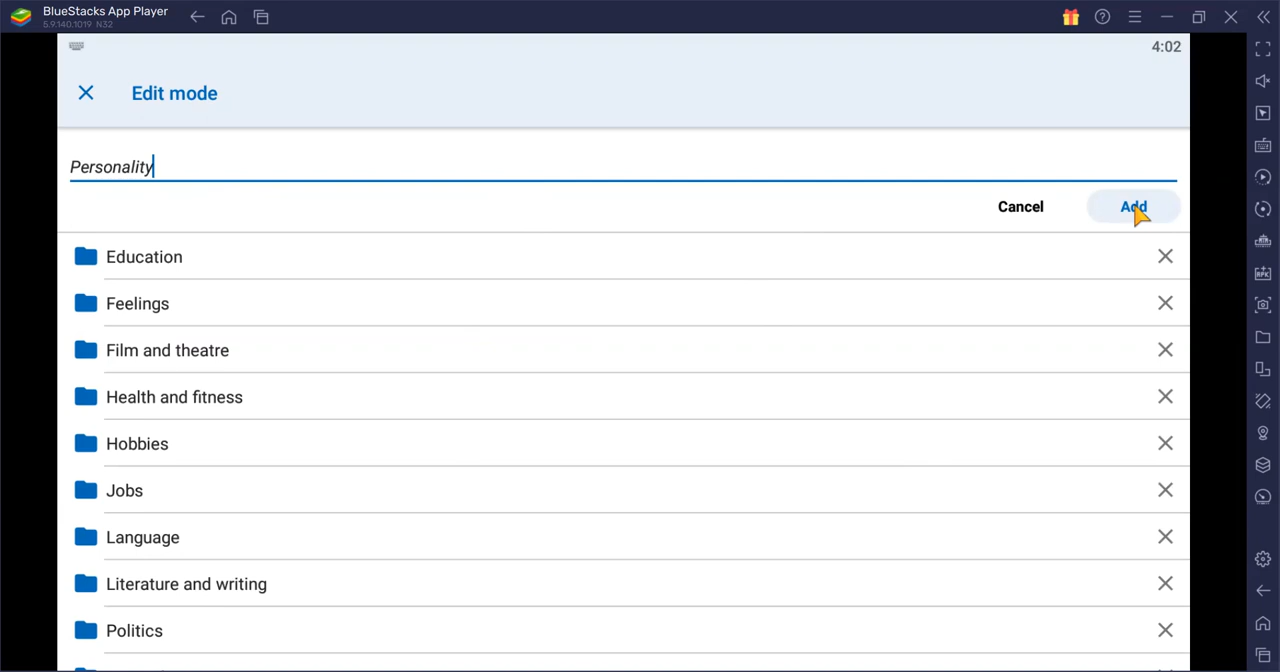 BlueStacks App Player
5.9.140.1019 N32
4:02
Edit mode
Personality
Cancel
Add
Education
Feelings
Film and theatre
Health and fitness
Hobbies
Jobs
Language
Literature and writing
Politics